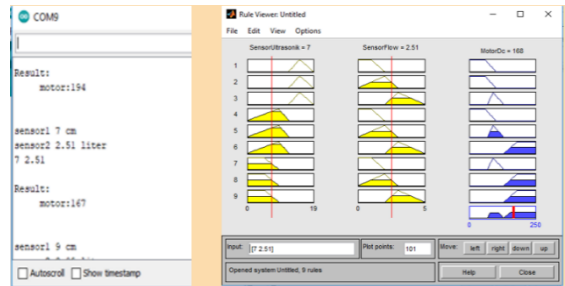 COM9
Result:
motor:194
sensor1 7 cm
sensor2 2.51 liter
7 2.51
Result:
motor:167
sensor1 9 cm
Autoscroll Show timestamp
Rule Viewer: Untitled
File Edit View Options
SensorUltrasonik = 7 SensorFlow = 2.51 MotorDc = 168
1
2
3
4
5
6
7
8
9
0 19 0 5
0 250
Input: [7 2.51] Plot points: 101 Move: left right down up
Opened system Untitled, 9 rules Help Close